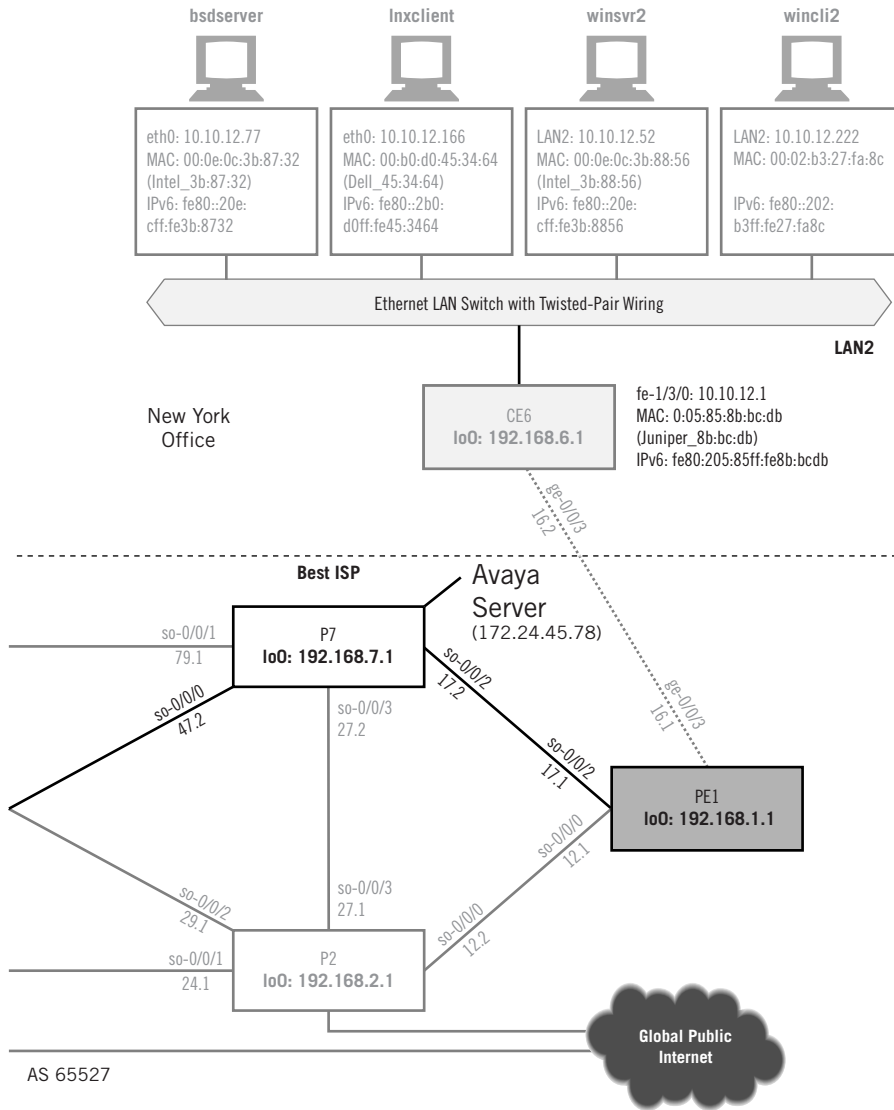 bsdserver
lnxclient
winsvr2
wincli2
eth0: 10.10.12.77
MAC: 00:0e:0c:3b:87:32
(Intel_3b:87:32)
IPv6: fe80::20e:
cff:fe3b:8732
eth0: 10.10.12.166
MAC: 00:b0:d0:45:34:64
(Dell_45:34:64)
IPv6: fe80::2b0:
d0ff:fe45:3464
LAN2: 10.10.12.52
MAC: 00:0e:0c:3b:88:56
(Intel_3b:88:56)
IPv6: fe80::20e:
cff:fe3b:8856
LAN2: 10.10.12.222
MAC: 00:02:b3:27:fa:8c
IPv6: fe80::202:
b3ff:fe27:fa8c
Ethernet LAN Switch with Twisted-Pair Wiring
LAN2
New York
Office
CE6
lo0: 192.168.6.1
fe-1/3/0: 10.10.12.1
MAC: 0:05:85:8b:bc:db
(Juniper_8b:bc:db)
IPv6: fe80:205:85ff:fe8b:bcdb
ge-0/0/3
16.2
Best ISP
Avaya
Server
(172.24.45.78)
so-0/0/1
79.1
P7
lo0: 192.168.7.1
so-0/0/0
47.2
so-0/0/3
27.2
so-0/0/2
17.2
ge-0/0/3
16.1
so-0/0/2
17.1
PE1
lo0: 192.168.1.1
so-0/0/0
12.1
so-0/0/2
29.1
so-0/0/3
27.1
so-0/0/0
12.2
so-0/0/1
24.1
P2
lo0: 192.168.2.1
Global Public
Internet
AS 65527